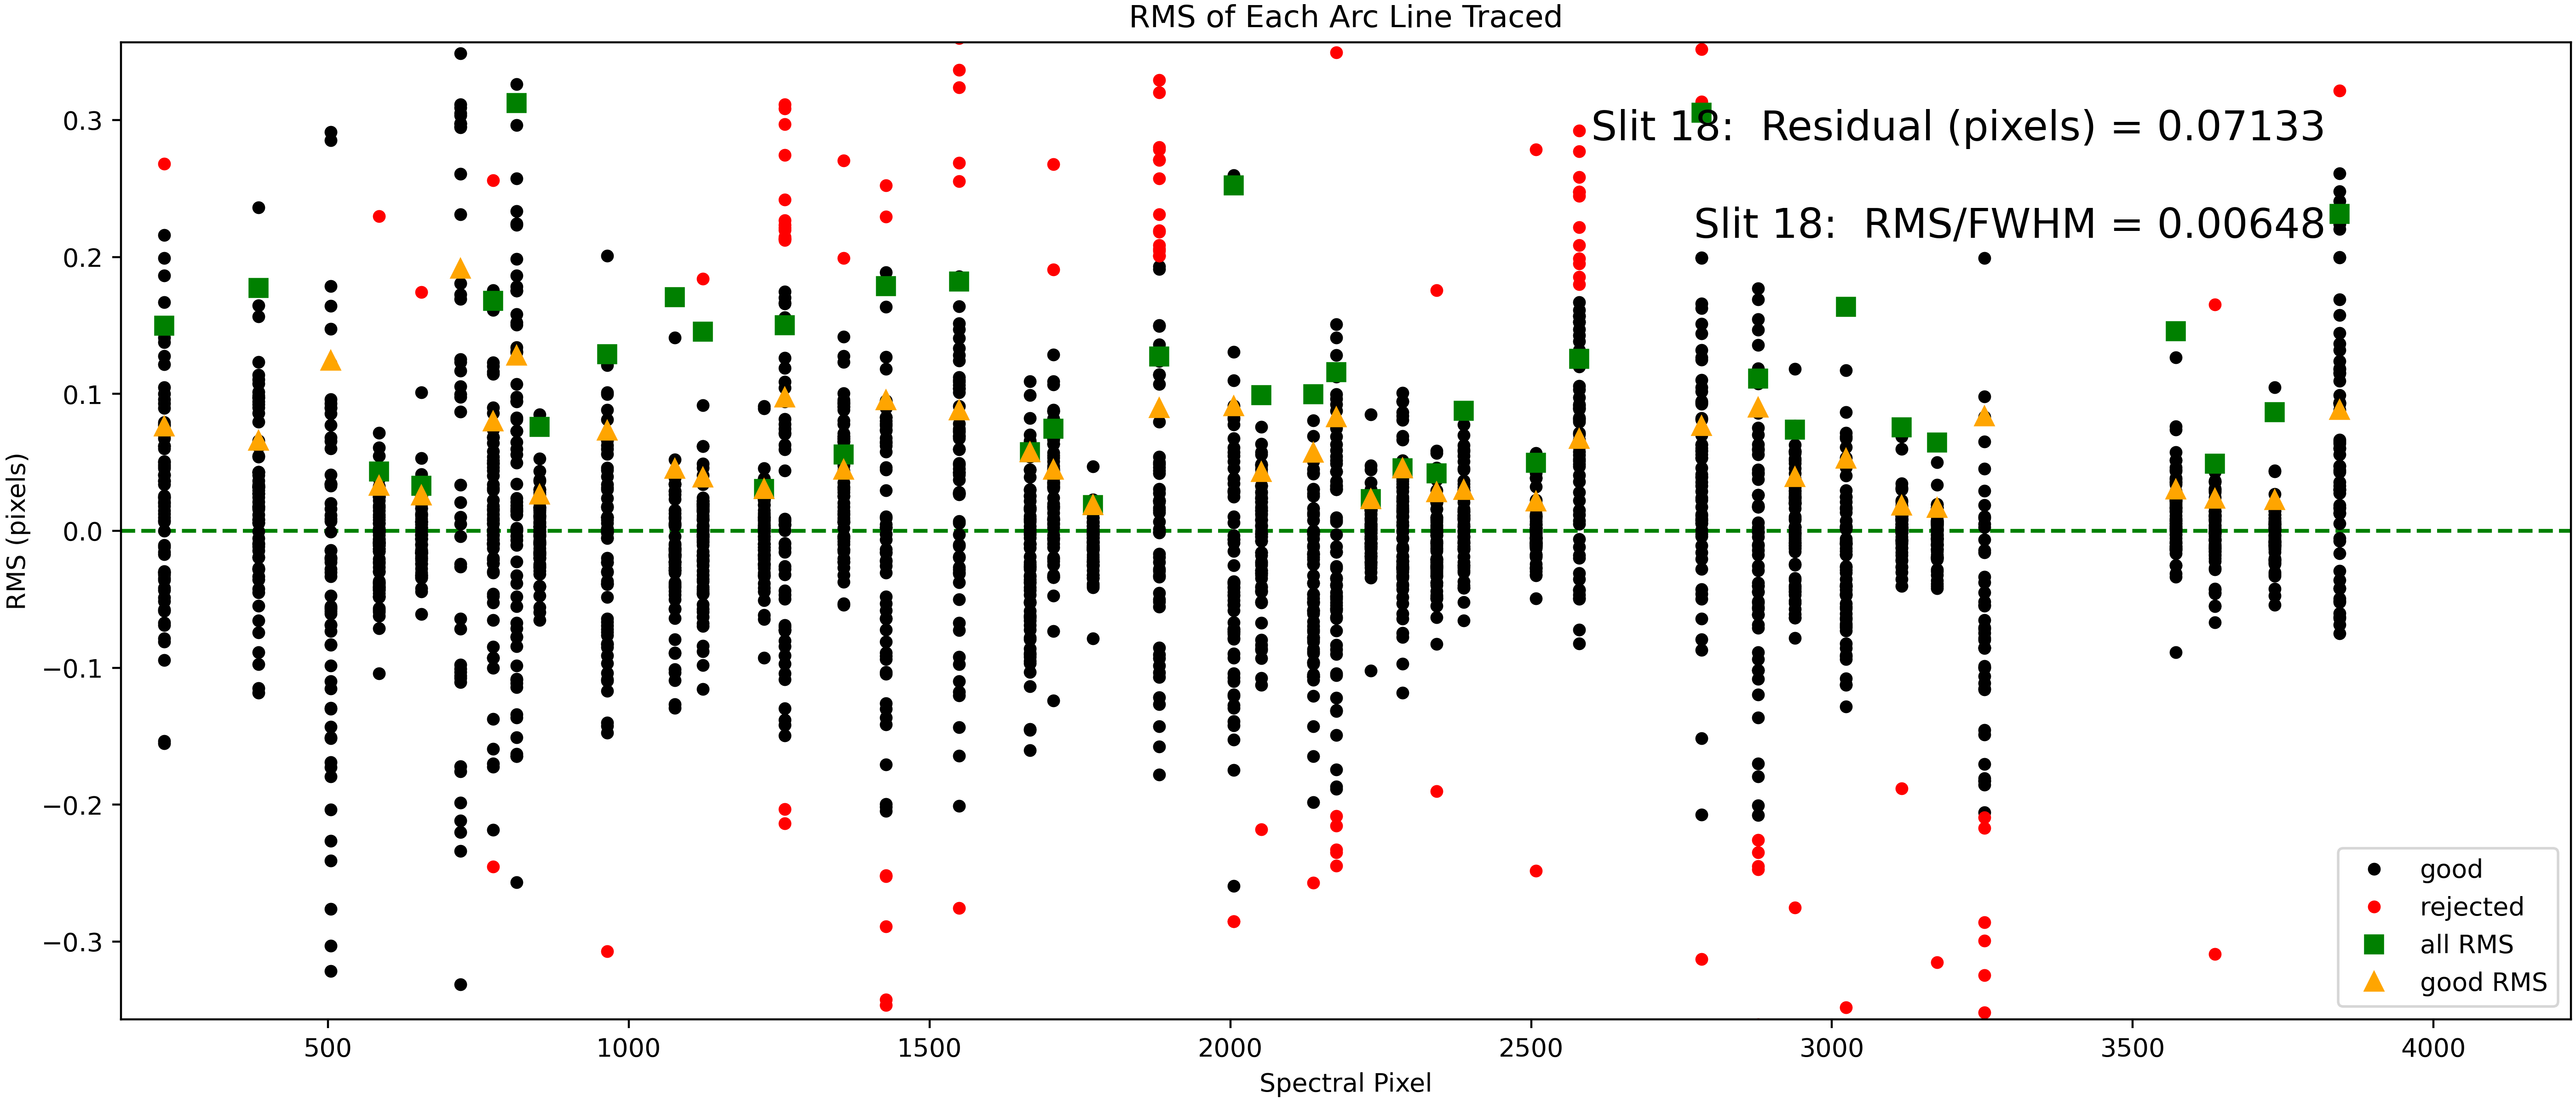 RMS of Each Arc Line Traced
Slit 18:  Residual (pixels) = 0.07133
Slit 18:  RMS/FWHM = 0.00648
RMS (pixels)
0.3
0.2
0.1
0.0
−0.1
−0.2
−0.3
good
rejected
all RMS
good RMS
500
1000
1500
2000
2500
3000
3500
4000
Spectral Pixel